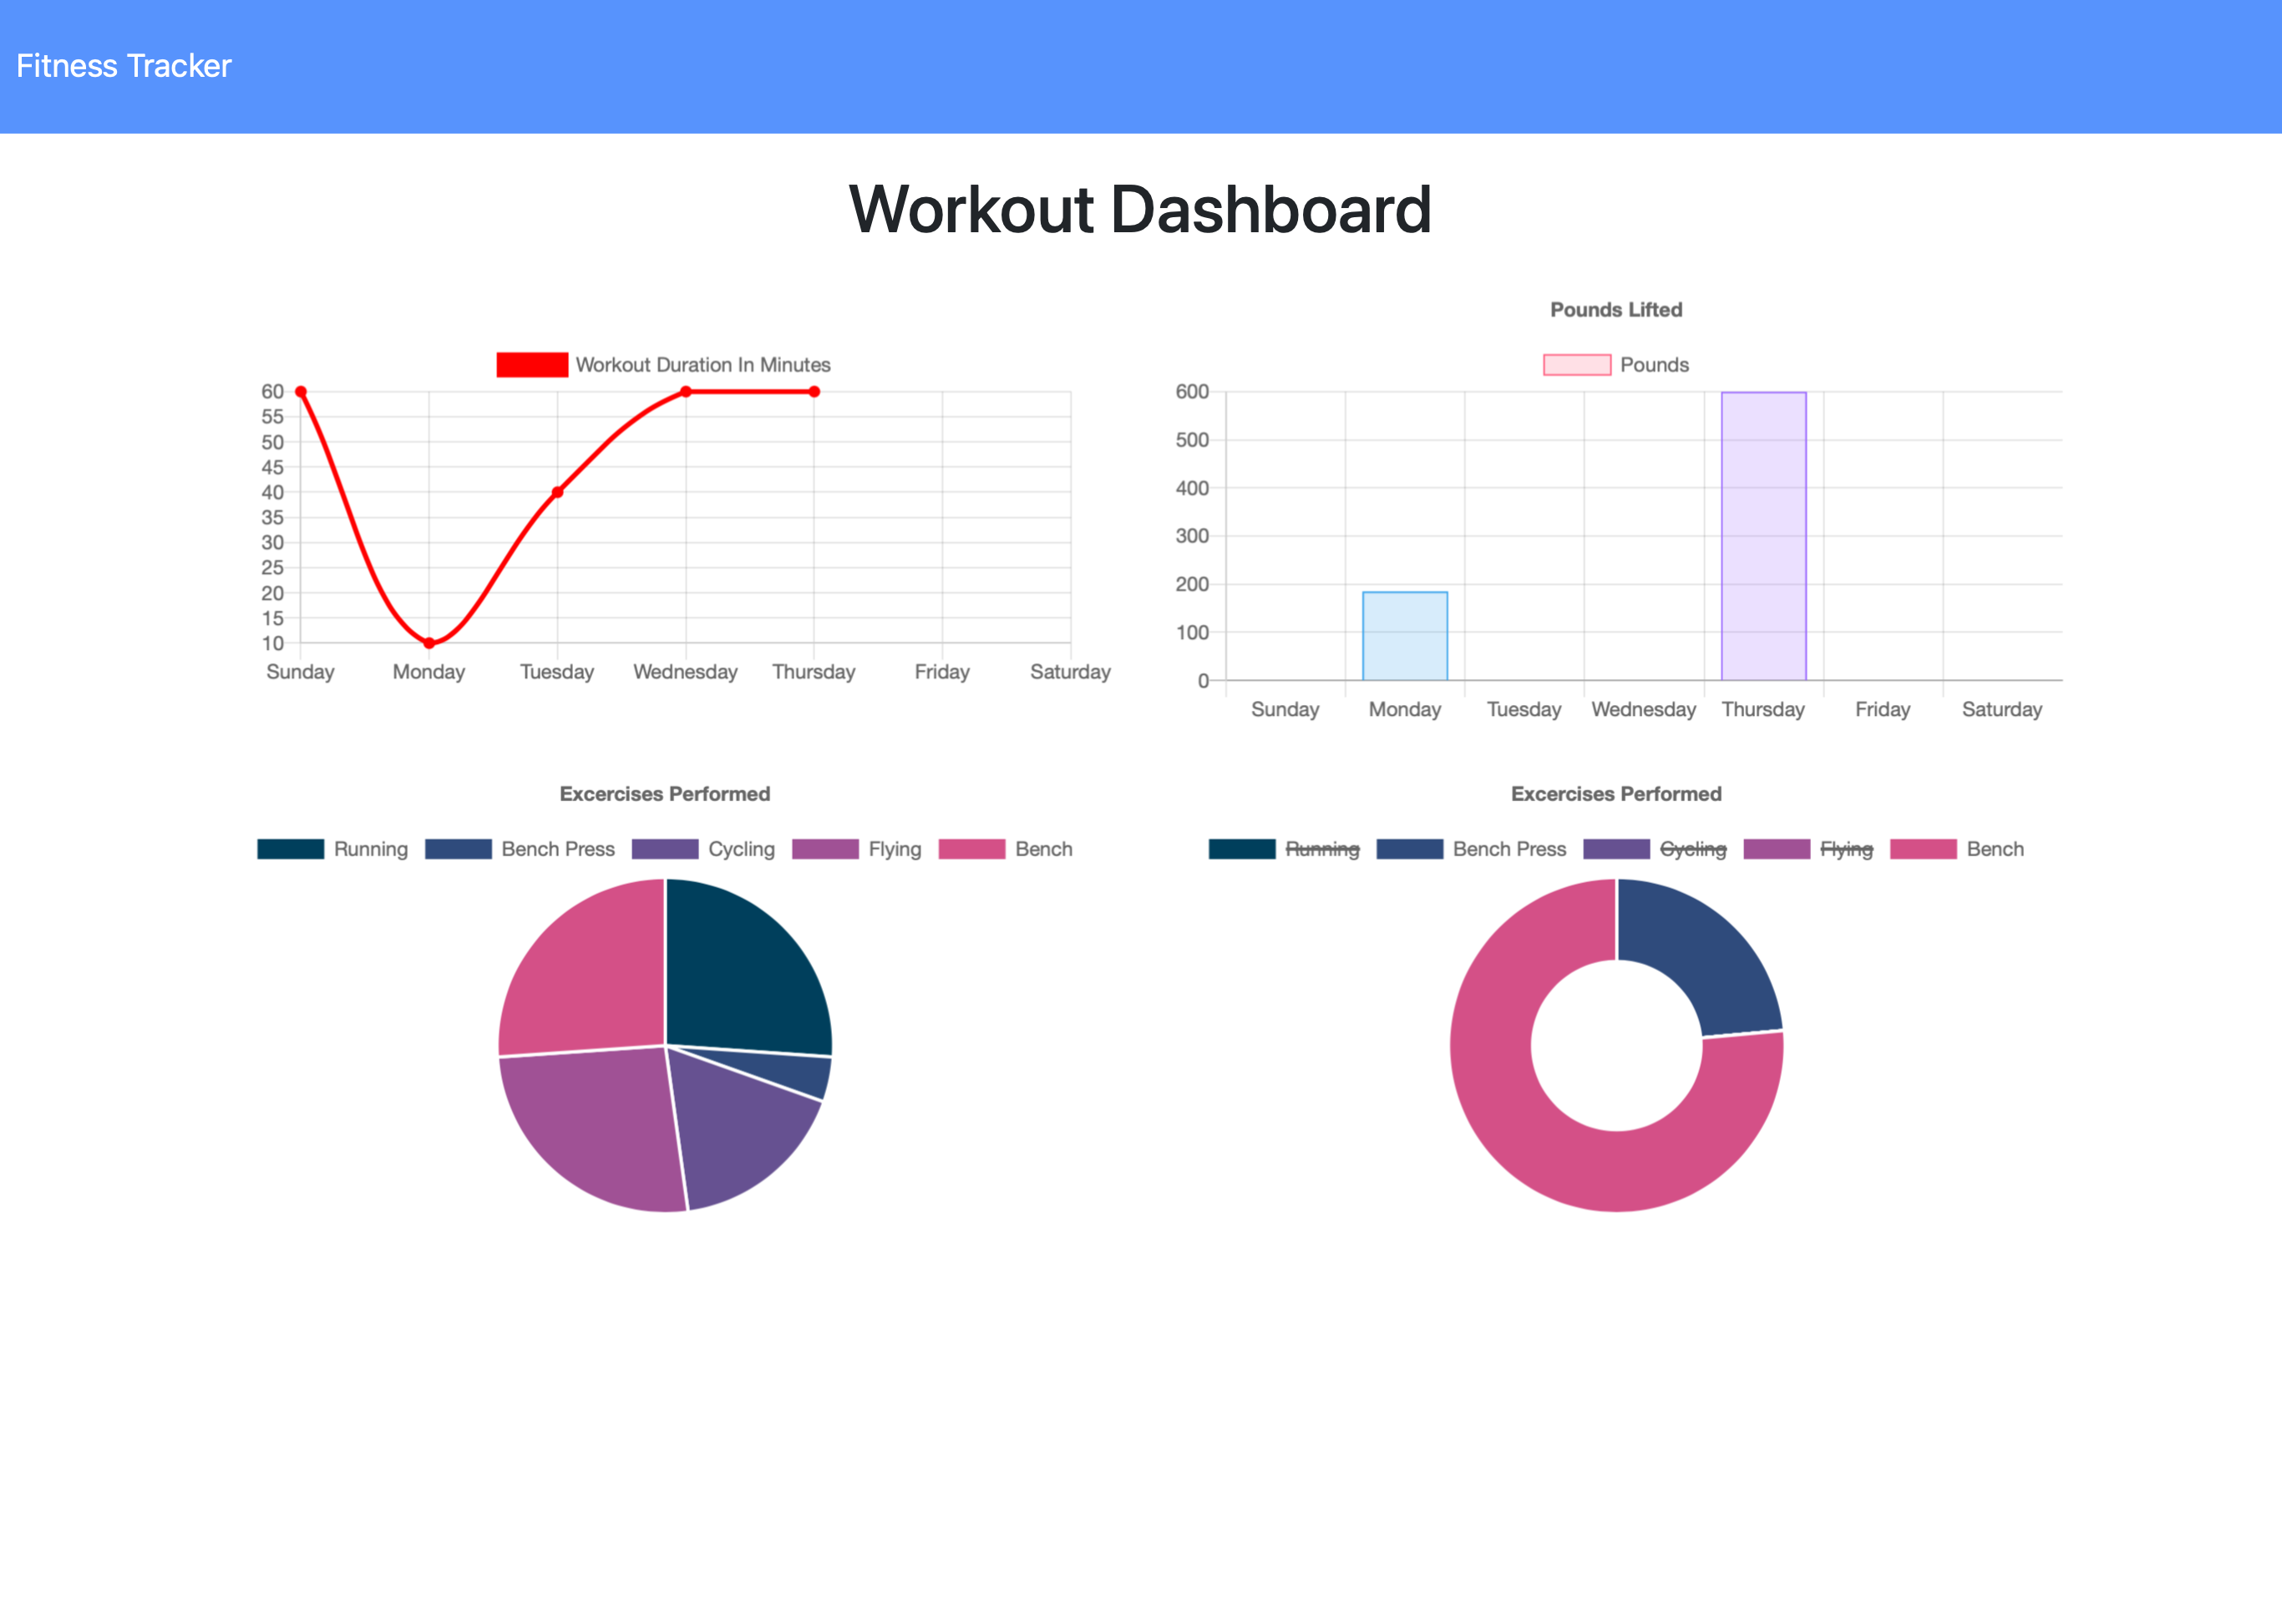 Fitness Tracker
Workout Dashboard
Workout Duration In Minutes
60
55
50
45
40
35
30
25
20
15
10
Sunday Monday Tuesday Wednesday Thursday Friday Saturday
Pounds Lifted
Pounds
600
500
400
300
200
100
0
Sunday Monday Tuesday Wednesday Thursday Friday Saturday
Excercises Performed
Running Bench Press Cycling Flying Bench
Excercises Performed
Running Bench Press Cycling Flying Bench